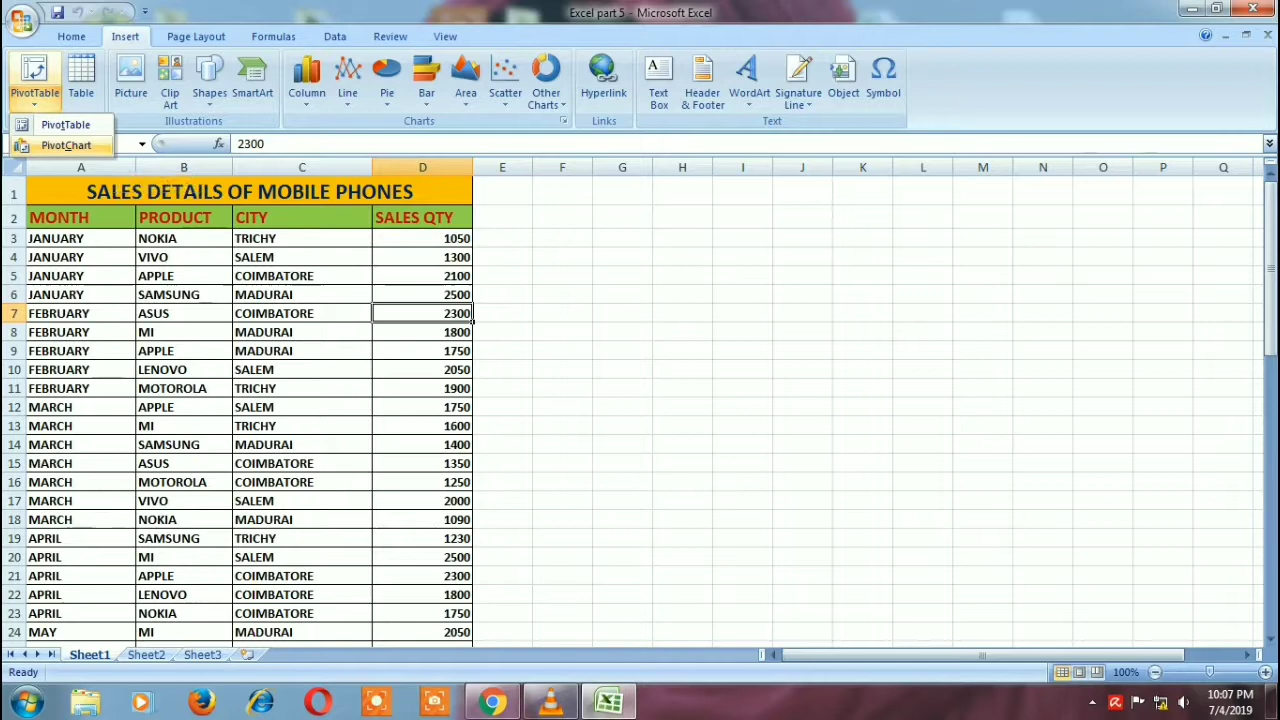 Excel part 5 - Microsoft Excel
Home Insert Page Layout Formulas Data Review View
PivotTable Table Picture Clip Art Shapes SmartArt Column Line Pie Bar Area Scatter Other Charts Hyperlink Text Box Header & Footer WordArt Signature Line Object Symbol
Illustrations Charts Links Text
PivotTable
PivotChart
fx 2300
A B C D E F G H I J K L M N O P Q
1 SALES DETAILS OF MOBILE PHONES
2 MONTH PRODUCT CITY SALES QTY
3 JANUARY NOKIA TRICHY 1050
4 JANUARY VIVO SALEM 1300
5 JANUARY APPLE COIMBATORE 2100
6 JANUARY SAMSUNG MADURAI 2500
7 FEBRUARY ASUS COIMBATORE 2300
8 FEBRUARY MI MADURAI 1800
9 FEBRUARY APPLE MADURAI 1750
10 FEBRUARY LENOVO SALEM 2050
11 FEBRUARY MOTOROLA TRICHY 1900
12 MARCH APPLE SALEM 1750
13 MARCH MI TRICHY 1600
14 MARCH SAMSUNG MADURAI 1400
15 MARCH ASUS COIMBATORE 1350
16 MARCH MOTOROLA COIMBATORE 1250
17 MARCH VIVO SALEM 2000
18 MARCH NOKIA MADURAI 1090
19 APRIL SAMSUNG TRICHY 1230
20 APRIL MI SALEM 2500
21 APRIL APPLE COIMBATORE 2300
22 APRIL LENOVO COIMBATORE 1800
23 APRIL NOKIA COIMBATORE 1750
24 MAY MI MADURAI 2050
Sheet1 Sheet2 Sheet3
Ready 100%
10:07 PM
7/4/2019